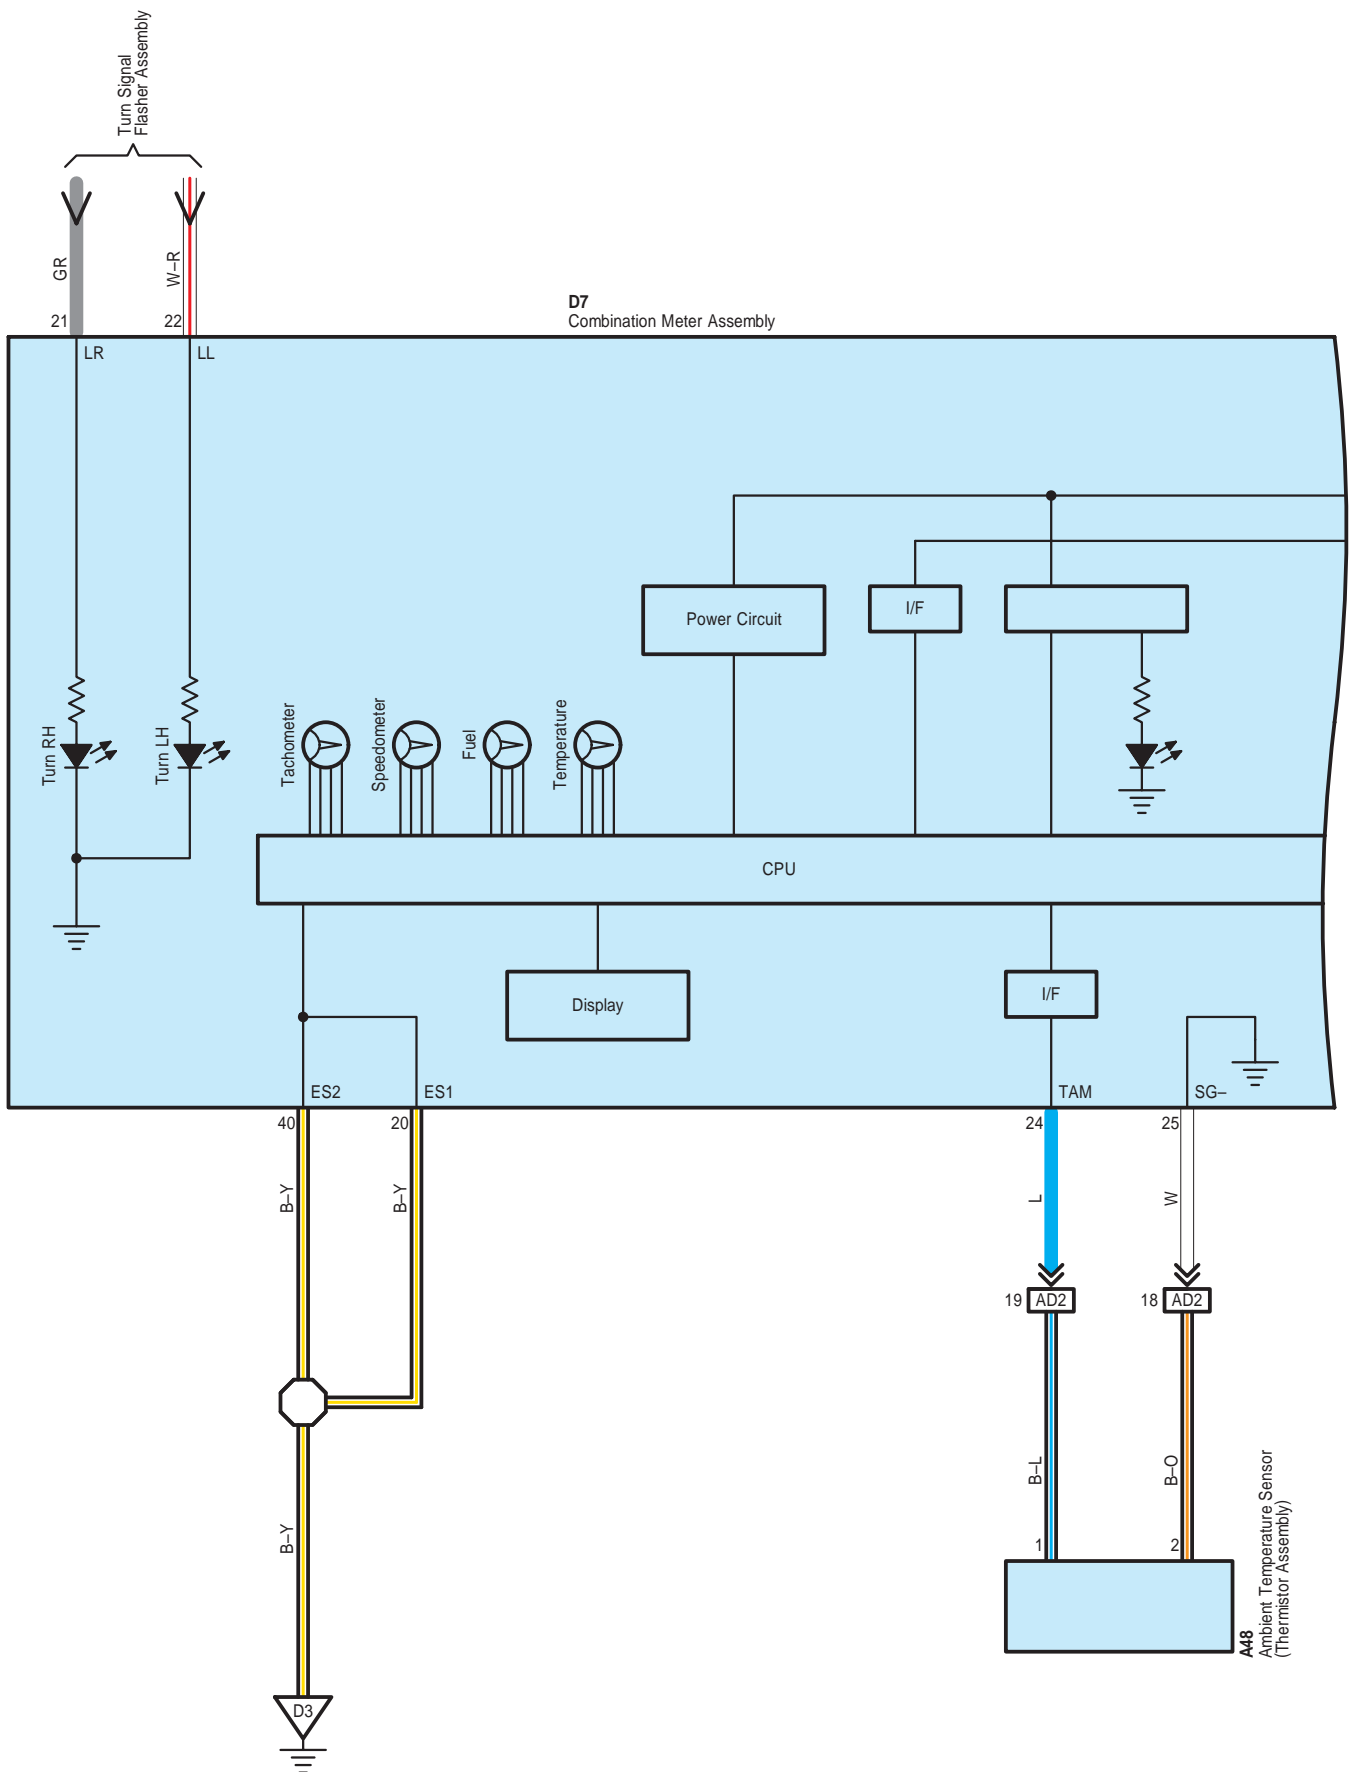 Turn Signal
Flasher Assembly
GR
W–R
21
22
D7
Combination Meter Assembly
LR
LL
Power Circuit
I/F
Turn RH
Turn LH
Tachometer
Speedometer
Fuel
Temperature
CPU
Display
I/F
ES2
ES1
TAM
SG–
40
20
24
25
B–Y
B–Y
L
W
19
AD2
18
AD2
B–Y
B–L
B–O
1
2
A48
Ambient Temperature Sensor
(Thermistor Assembly)
D3